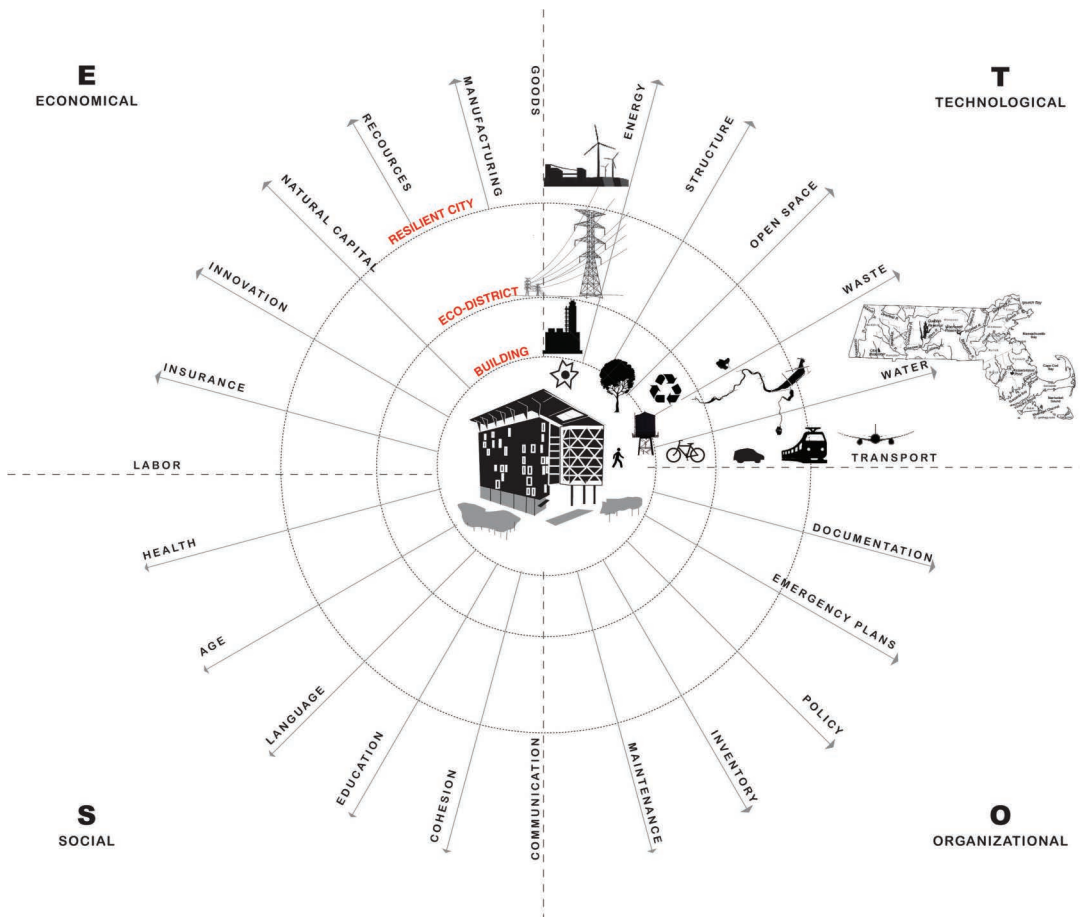 E
ECONOMICAL
T
TECHNOLOGICAL
GOODS
MANUFACTURING
RECOURCES
NATURAL CAPITAL
INNOVATION
INSURANCE
LABOR
ENERGY
STRUCTURE
OPEN SPACE
WASTE
WATER
TRANSPORT
RESILIENT CITY
ECO-DISTRICT
BUILDING
HEALTH
AGE
LANGUAGE
EDUCATION
COHESION
COMMUNICATION
DOCUMENTATION
EMERGENCY PLANS
POLICY
INVENTORY
MAINTENANCE
S
SOCIAL
O
ORGANIZATIONAL